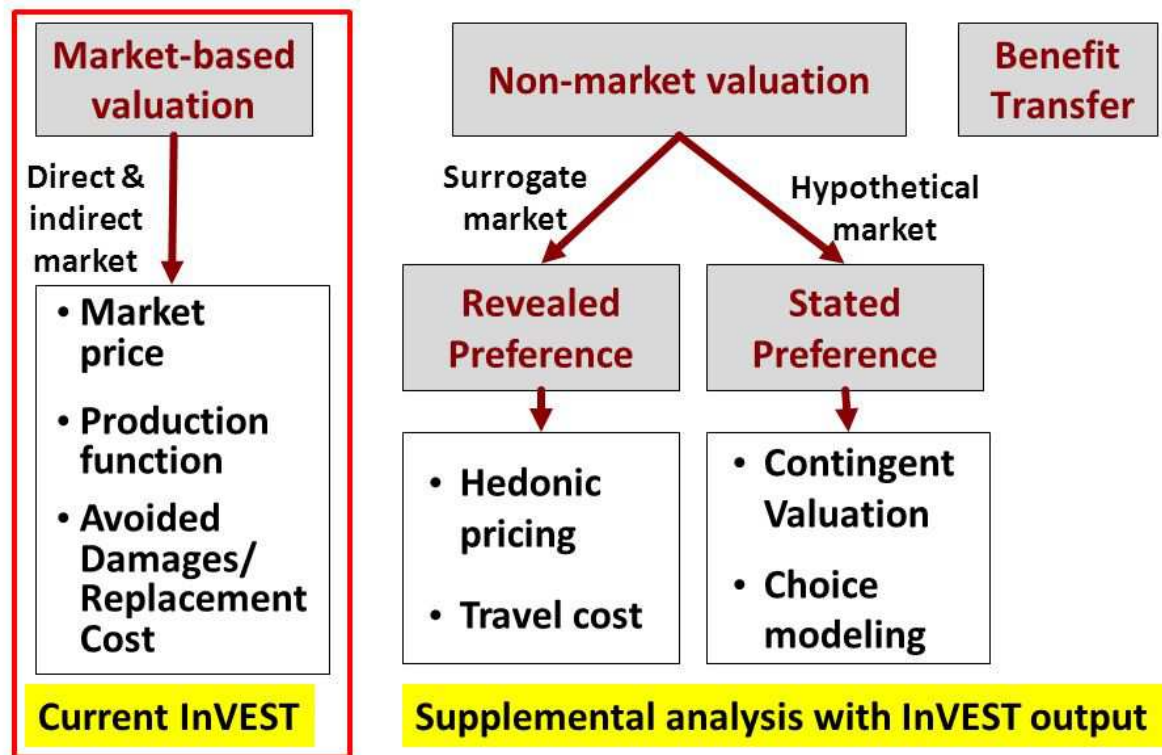 Market-based
valuation
Direct &
indirect
market
• Market
price
• Production
function
• Avoided
Damages/
Replacement
Cost
Current InVEST
Non-market valuation
Surrogate
market
Hypothetical
market
Revealed
Preference
Stated
Preference
• Hedonic
pricing
• Travel cost
• Contingent
Valuation
• Choice
modeling
Benefit
Transfer
Supplemental analysis with InVEST output